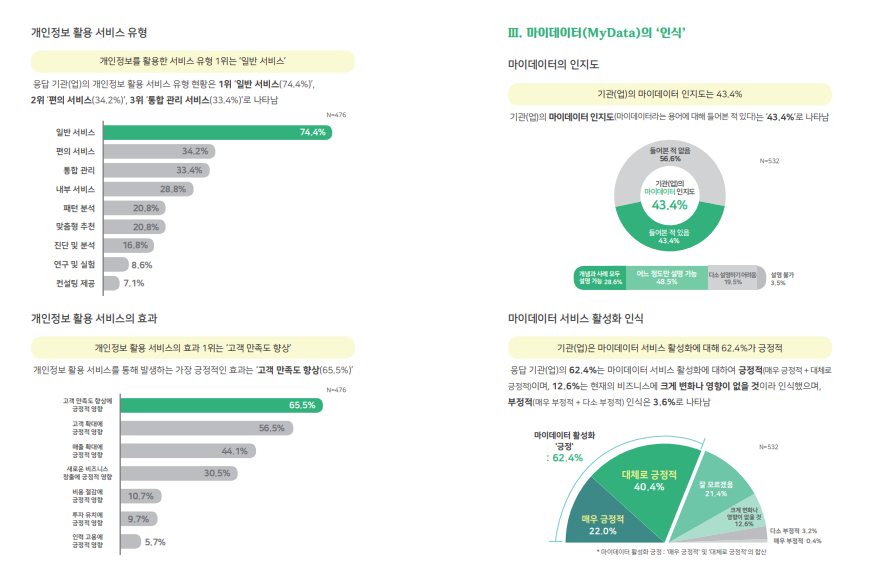 개인정보 활용 서비스 유형
개인정보를 활용한 서비스 유형 1위는 '일반 서비스'
응답 기관(업)의 개인정보 활용 서비스 유형 현황은 1위 '일반 서비스(74.4%)',
2위 '편의 서비스(34.2%)', 3위 '통합 관리 서비스(33.4%)'로 나타남
N=476
일반 서비스 74.4%
편의 서비스 34.2%
통합 관리 33.4%
내부 서비스 28.8%
패턴 분석 20.8%
맞춤형 추천 20.8%
진단 및 분석 16.8%
연구 및 실험 8.6%
컨설팅 제공 7.1%
개인정보 활용 서비스의 효과
개인정보 활용 서비스의 효과 1위는 '고객 만족도 향상'
개인정보 활용 서비스를 통해 발생하는 가장 긍정적인 효과는 '고객 만족도 향상(65.5%)'
N=476
고객 만족도 향상에
긍정적 영향
65.5%
고객 확대에
긍정적 영향
56.5%
매출 확대에
긍정적 영향
44.1%
새로운 비즈니스
창출에 긍정적 영향
30.5%
비용 절감에
긍정적 영향
10.7%
투자 유치에
긍정적 영향
9.7%
인력 고용에
긍정적 영향
5.7%
Ⅲ. 마이데이터(MyData)의 '인식'
마이데이터의 인지도
기관(업)의 마이데이터 인지도는 43.4%
기관(업)의 마이데이터 인지도(마이데이터라는 용어에 대해 들어본 적 있다)는 '43.4%'로 나타남
N=532
들어본 적 없음
56.6%
기관(업)의
마이데이터 인지도
43.4%
들어본 적 있음
43.4%
개념과 사례 모두
설명 가능 28.6%
어느 정도만 설명 가능
48.5%
다소 설명하기 어려움
19.5%
설명 불가
3.5%
마이데이터 서비스 활성화 인식
기관(업)은 마이데이터 서비스 활성화에 대해 62.4%가 긍정적
응답 기관(업)의 62.4%는 마이데이터 서비스 활성화에 대하여 긍정적(매우 긍정적 + 대체로
긍정적)이며, 12.6%는 현재의 비즈니스에 크게 변화나 영향이 없을 것이라 인식했으며,
부정적(매우 부정적 + 다소 부정적) 인식은 3.6%로 나타남
마이데이터 활성화
'긍정'
: 62.4%
N=532
대체로 긍정적
40.4%
잘 모르겠음
21.4%
매우 긍정적
22.0%
크게 변화나
영향이 없을 것
12.6%
다소 부정적 3.2%
매우 부정적 0.4%
* 마이데이터 활성화 긍정 : '매우 긍정적' 및 '대체로 긍정적'의 합산